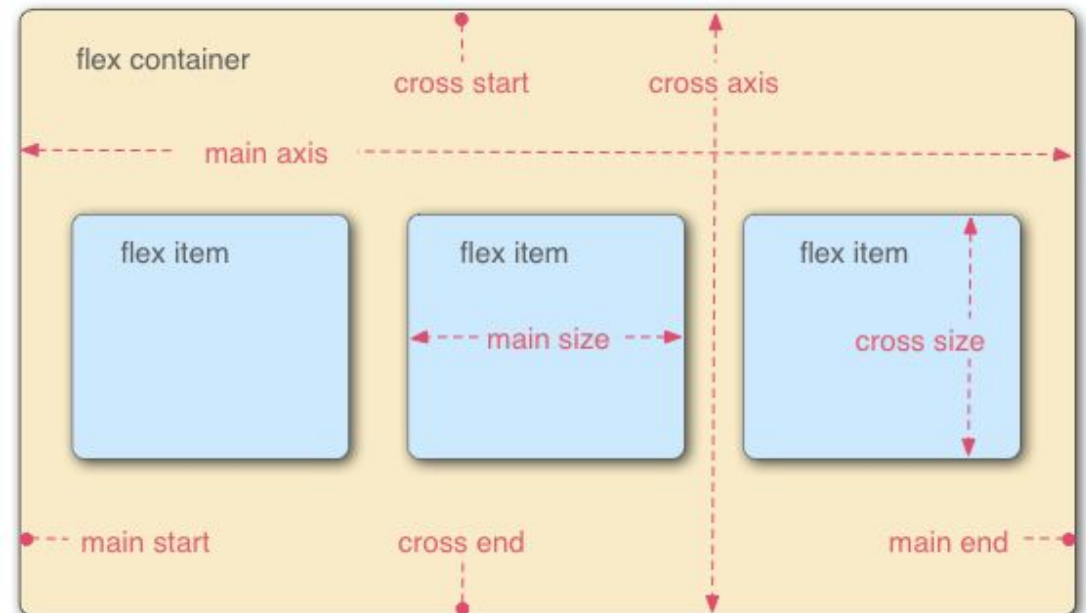 flex container
cross start
cross axis
main axis
flex item
flex item
flex item
main size
cross size
main start
cross end
main end